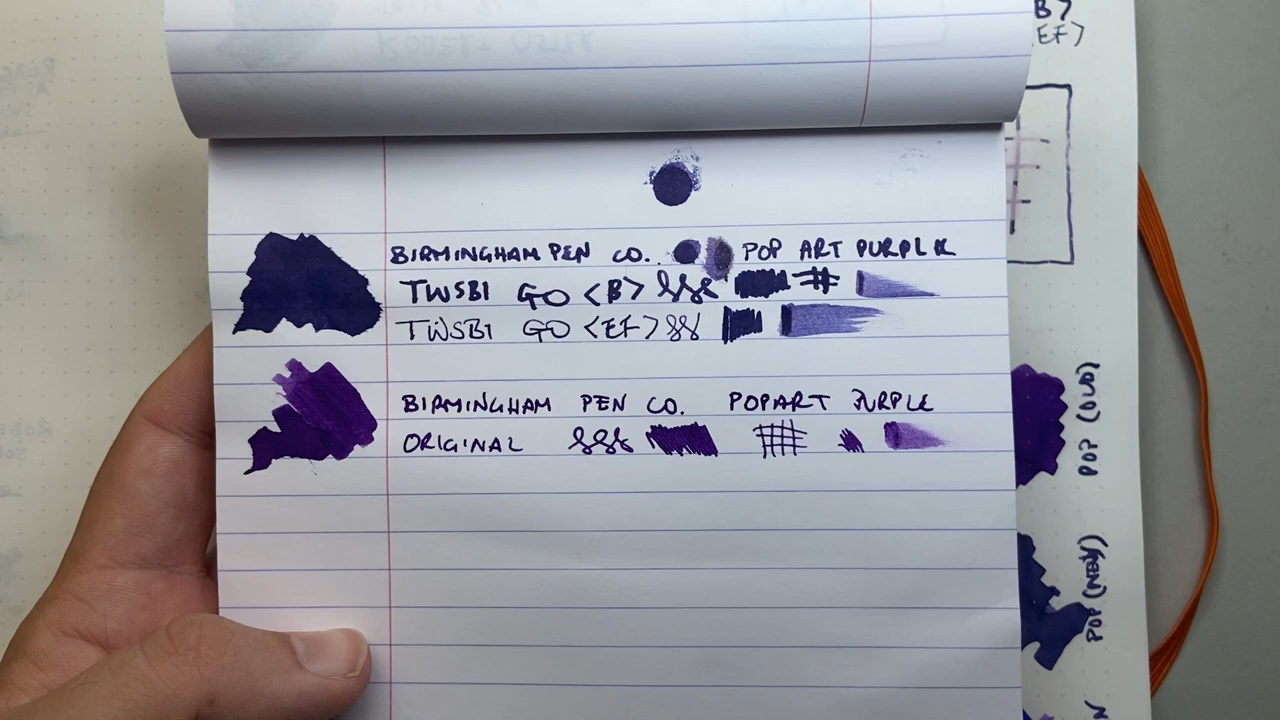 B>
EF>
BIRMINGHAM PEN CO. POP ART PURPLE
TWSBI GO <B>
TWSBI GO <EF>
BIRMINGHAM PEN CO. POPART PURPLE
ORIGINAL
POP (OLD)
POP (NEW)